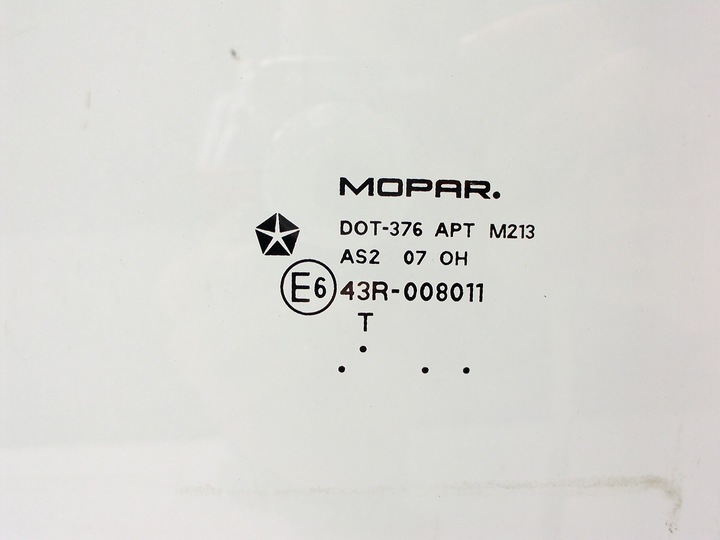 MOPAR.
DOT-376 APT M213
AS2 07 OH
E6 43R-008011
T